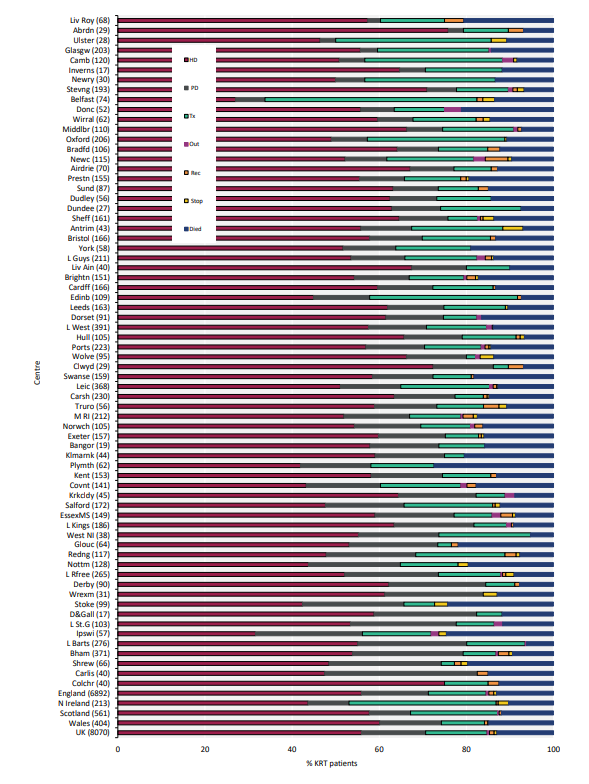 Liv Roy (68)
Abrdn (29)
Ulster (28)
Glasgw (203)
Camb (120)
HD
Inverns (17)
Newry (30)
Stevng (193)
PD
Belfast (74)
Donc (52)
Wirral (62)
Tx
Middlbr (110)
Oxford (206)
Bradfd (106)
Out
Newc (115)
Airdrie (70)
Prestn (155)
Rec
Sund (87)
Dudley (56)
Stop
Dundee (27)
Sheff (161)
Antrim (43)
Died
Bristol (166)
York (58)
L Guys (211)
Liv Ain (40)
Brightn (151)
Cardff (166)
Edinb (109)
Leeds (163)
Dorset (91)
L West (391)
Hull (105)
Ports (223)
Wolve (95)
Clwyd (29)
Swanse (159)
Leic (368)
Carsh (230)
Truro (56)
M RI (212)
Norwch (105)
Exeter (157)
Bangor (19)
Klmarnk (44)
Plymth (62)
Kent (153)
Covnt (141)
Krkcldy (45)
Salford (172)
EssexMS (149)
L Kings (186)
West NI (38)
Glouc (64)
Redng (117)
Nottm (128)
L Rfree (265)
Derby (90)
Wrexm (31)
Stoke (99)
D&Gall (17)
L St.G (103)
Ipswi (57)
L Barts (276)
Bham (371)
Shrew (66)
Carlis (40)
Colchr (40)
England (6892)
N Ireland (213)
Scotland (561)
Wales (404)
UK (8070)
Centre
0 20 40 60 80 100
% KRT patients